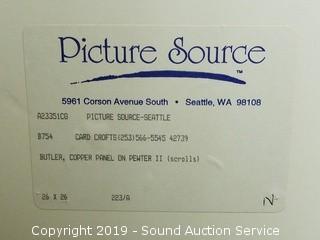 Picture Source
™
5961 Corson Avenue South • Seattle, WA 98108
A23351CG PICTURE SOURCE-SEATTLE
B754 CARD CROFTS(253)566-5545 42739
BUTLER, COPPER PANEL ON PEWTER II (scrolls)
26 X 26 223/A
N
Copyright 2019 - Sound Auction Service